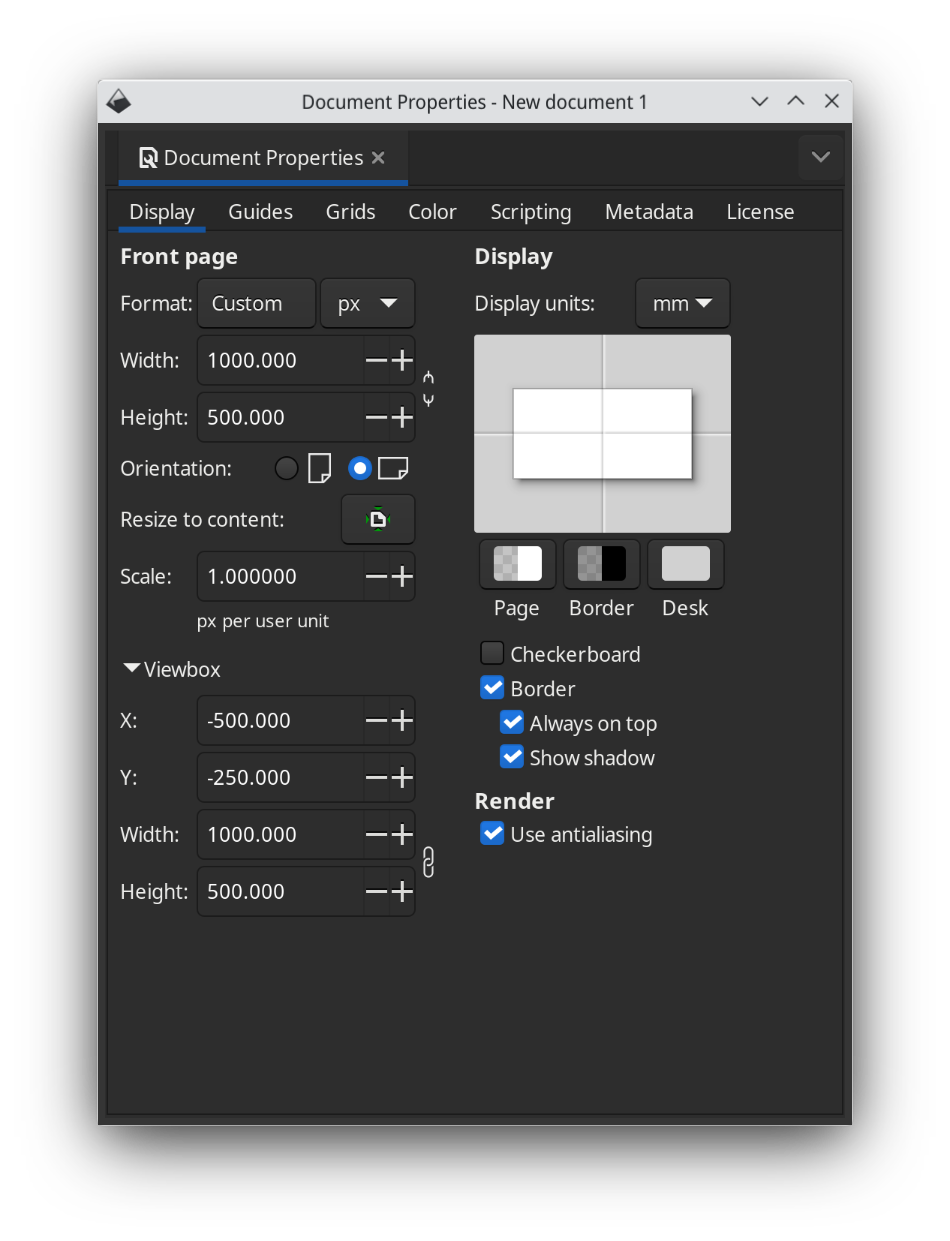 Document Properties - New document 1
Document Properties
Display Guides Grids Color Scripting Metadata License
Front page
Format: Custom px
Width: 1000.000
Height: 500.000
Orientation:
Resize to content:
Scale: 1.000000
px per user unit
Viewbox
X: -500.000
Y: -250.000
Width: 1000.000
Height: 500.000
Display
Display units: mm
Page Border Desk
Checkerboard
Border
Always on top
Show shadow
Render
Use antialiasing